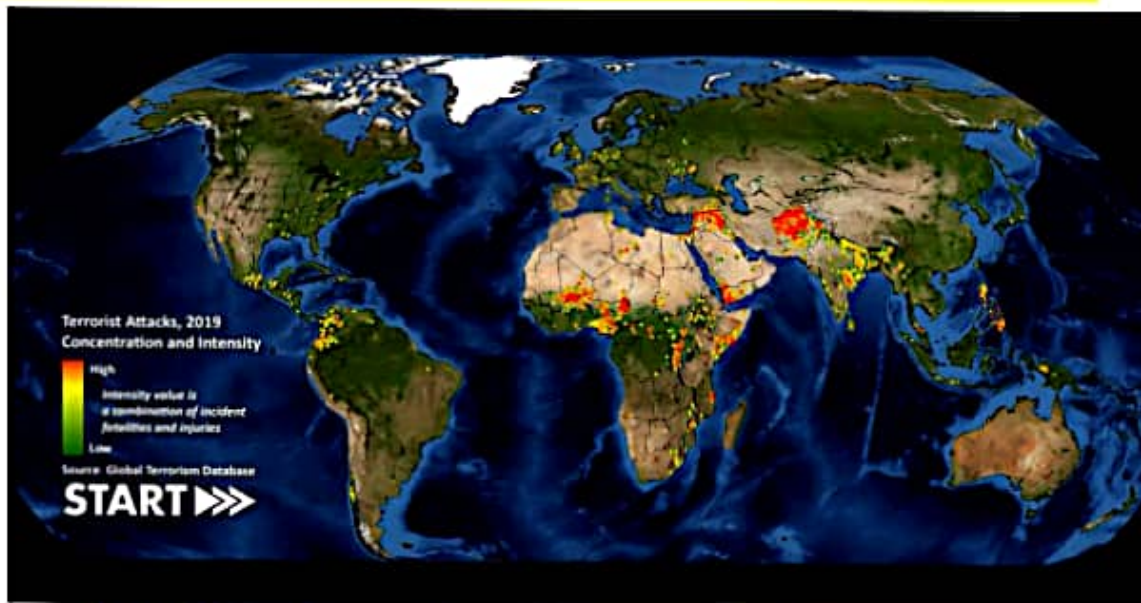 Terrorist Attacks, 2019
Concentration and Intensity
High
Intensity value is
a combination of incident
fatalities and injuries
Low
Source: Global Terrorism Database
START